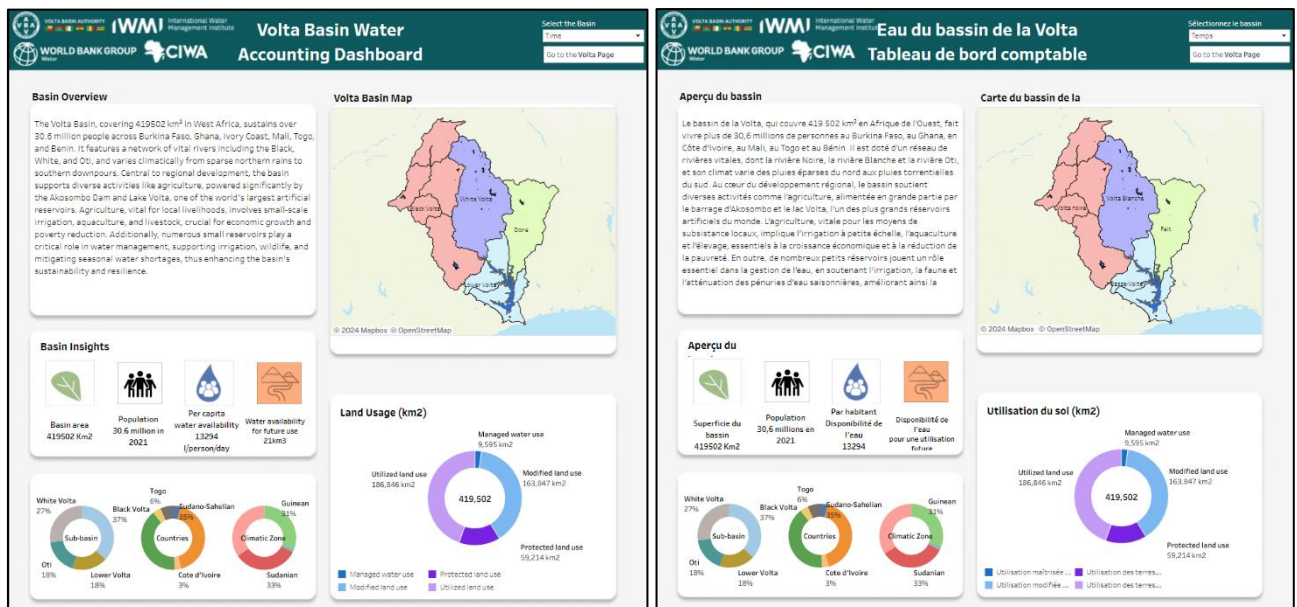 VOLTA BASIN AUTHORITY
IWMI
International Water
Management Institute
WORLD BANK GROUP
Water
CIWA
Volta Basin Water
Accounting Dashboard
Select the Basin
Time
Go to the Volta Page
Basin Overview
The Volta Basin, covering 419502 km² in West Africa, sustains over
30.6 million people across Burkina Faso, Ghana, Ivory Coast, Mali, Togo,
and Benin. It features a network of vital rivers including the Black,
White, and Oti, and varies climatically from sparse northern rains to
southern downpours. Central to regional development, the basin
supports diverse activities like agriculture, powered significantly by
the Akosombo Dam and Lake Volta, one of the world's largest artificial
reservoirs. Agriculture, vital for local livelihoods, involves small-scale
irrigation, aquaculture, and livestock, crucial for economic growth and
poverty reduction. Additionally, numerous small reservoirs play a
critical role in water management, supporting irrigation, wildlife, and
mitigating seasonal water shortages, thus enhancing the basin's
sustainability and resilience.
Volta Basin Map
Black Volta
White Volta
Done
Lower Volta
© 2024 Mapbox © OpenStreetMap
Basin Insights
Basin area
419502 Km2
Population
30.6 million in
2021
Per capita
water availability
13294
l/person/day
Water availability
for future use
21km3
White Volta
27%
Black Volta
37%
Sub-basin
Oti
18%
Lower Volta
18%
Togo
6%
Countries
Cote d'Ivoire
3%
Sudano-Sahelian
35%
Guinean
31%
Climatic Zone
Sudanian
33%
Land Usage (km2)
Managed water use
9,595 km2
Utilized land use
186,846 km2
Modified land use
163,847 km2
419,502
Protected land use
59,214 km2
Managed water use
Protected land use
Modified land use
Utilized land use
VOLTA BASIN AUTHORITY
IWMI
International Water
Management Institute
WORLD BANK GROUP
Water
CIWA
Eau du bassin de la Volta
Tableau de bord comptable
Sélectionnez le bassin
Temps
Go to the Volta Page
Aperçu du bassin
Le bassin de la Volta, qui couvre 419 502 km² en Afrique de l'Ouest, fait
vivre plus de 30,6 millions de personnes au Burkina Faso, au Ghana, en
Côte d'Ivoire, au Mali, au Togo et au Bénin. Il est doté d'un réseau de
rivières vitales, dont la rivière Noire, la rivière Blanche et la rivière Oti,
et son climat varie des pluies éparses du nord aux pluies torrentielles
du sud. Au cœur du développement régional, le bassin soutient
diverses activités comme l'agriculture, alimentée en grande partie par
le barrage d'Akosombo et le lac Volta, l'un des plus grands réservoirs
artificiels du monde. L'agriculture, vitale pour les moyens de
subsistance locaux, implique l'irrigation à petite échelle, l'aquaculture
et l'élevage, essentiels à la croissance économique et à la réduction de
la pauvreté. En outre, de nombreux petits réservoirs jouent un rôle
essentiel dans la gestion de l'eau, en soutenant l'irrigation, la faune et
l'atténuation des pénuries d'eau saisonnières, améliorant ainsi la
Carte du bassin de la
Volta noire
Volta Blanche
Fait
Basse-Volta
© 2024 Mapbox © OpenStreetMap
Aperçu du
Superficie du
bassin
419502 Km2
Population
30,6 millions en
2021
Par habitant
Disponibilité de
l'eau
13294
Disponibilité de
l'eau
pour une utilisation
future
White Volta
27%
Black Volta
37%
Sub-basin
Oti
18%
Lower Volta
18%
Togo
6%
Countries
Cote d'Ivoire
3%
Sudano-Sahelian
35%
Guinean
31%
Climatic Zone
Sudanian
33%
Utilisation du sol (km2)
Managed water use
9,595 km2
Utilized land use
186,846 km2
Modified land use
163,847 km2
419,502
Protected land use
59,214 km2
Utilisation maîtrisée ...
Utilisation des terres...
Utilisation modifiée ...
Utilisation des terres...